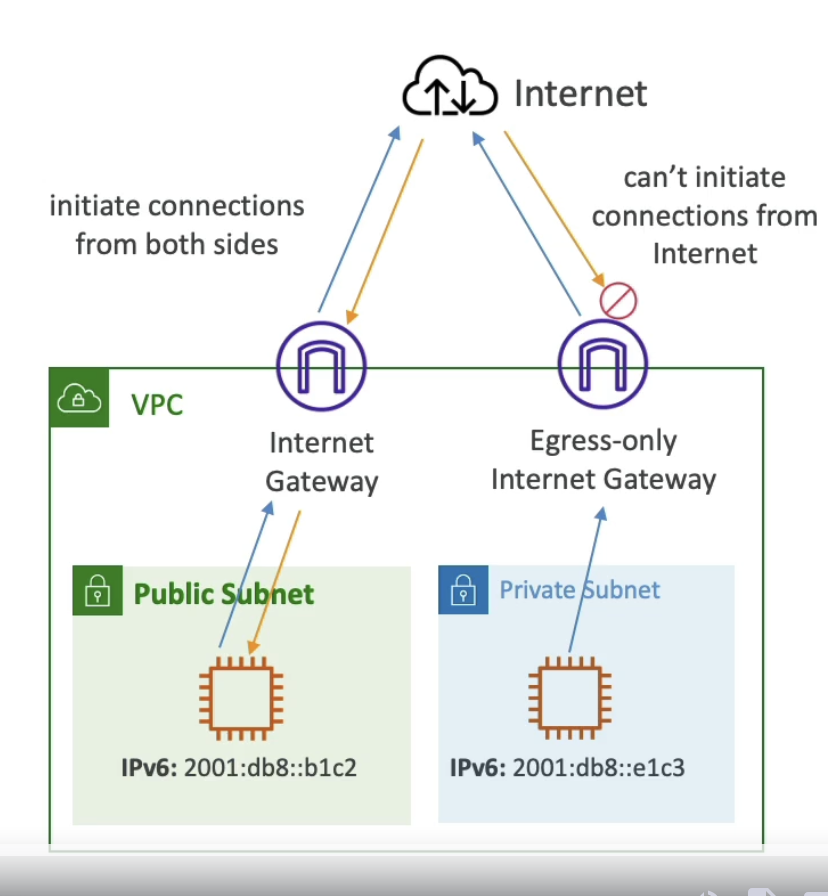 Internet
initiate connections
from both sides
can't initiate
connections from
Internet
VPC
Internet
Gateway
Egress-only
Internet Gateway
Public Subnet
Private Subnet
IPv6: 2001:db8::b1c2
IPv6: 2001:db8::e1c3